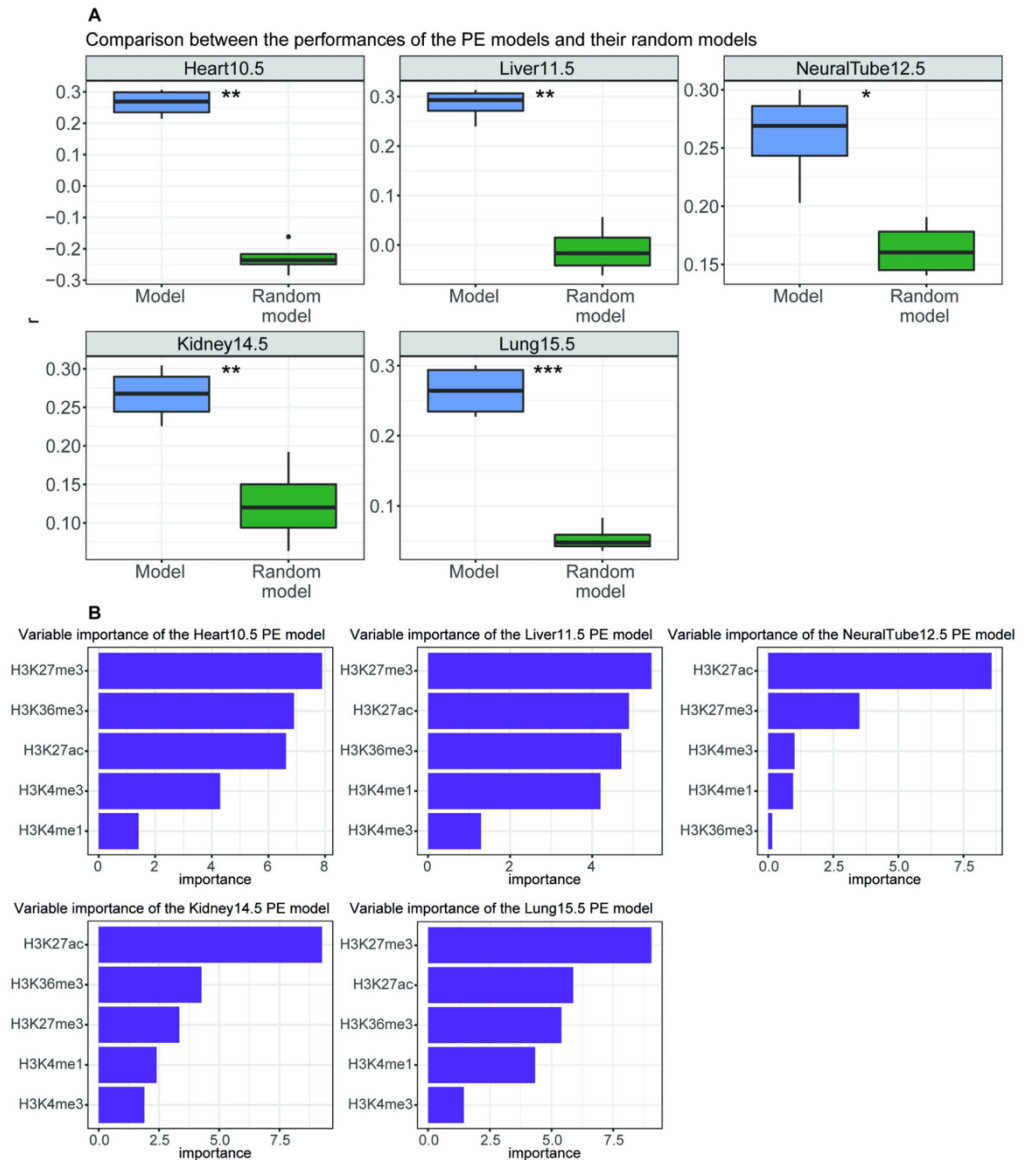 A
Comparison between the performances of the PE models and their random models
Heart10.5
Liver11.5
NeuralTube12.5
0.3
0.2
0.1
0.0
−0.1
−0.2
−0.3
**
Model
Random
model
0.3
0.2
0.1
0.0
**
Model
Random
model
0.30
0.25
0.20
0.15
*
Model
Random
model
r
Kidney14.5
Lung15.5
0.30
0.25
0.20
0.15
0.10
**
Model
Random
model
0.3
0.2
0.1
***
Model
Random
model
B
Variable importance of the Heart10.5 PE model
H3K27me3
H3K36me3
H3K27ac
H3K4me3
H3K4me1
0 2 4 6 8
importance
Variable importance of the Liver11.5 PE model
H3K27me3
H3K27ac
H3K36me3
H3K4me1
H3K4me3
0 2 4
importance
Variable importance of the NeuralTube12.5 PE model
H3K27ac
H3K27me3
H3K4me3
H3K4me1
H3K36me3
0.0 2.5 5.0 7.5
importance
Variable importance of the Kidney14.5 PE model
H3K27ac
H3K36me3
H3K27me3
H3K4me1
H3K4me3
0.0 2.5 5.0 7.5
importance
Variable importance of the Lung15.5 PE model
H3K27me3
H3K27ac
H3K36me3
H3K4me1
H3K4me3
0.0 2.5 5.0 7.5
importance